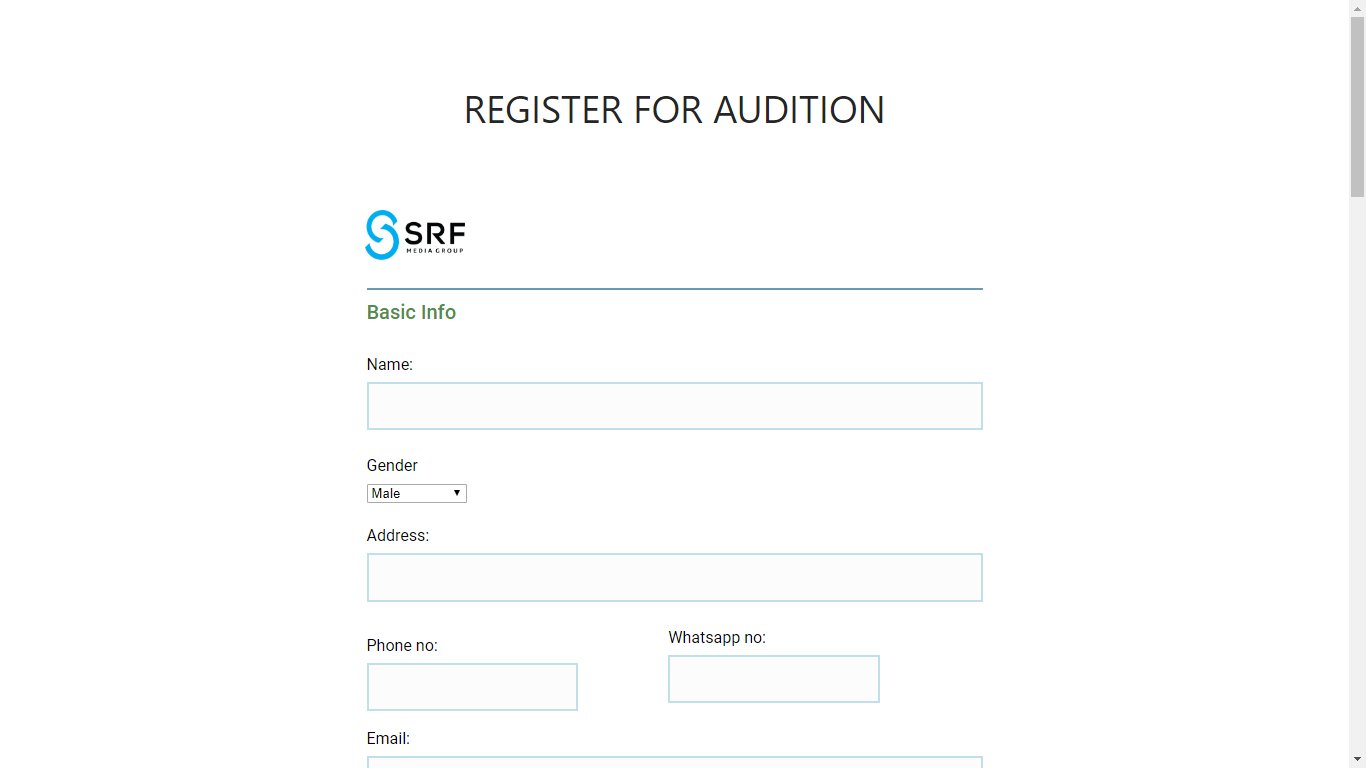 REGISTER FOR AUDITION
SRF
MEDIA GROUP
Basic Info
Name:
Gender
Male
Address:
Phone no:
Whatsapp no:
Email: